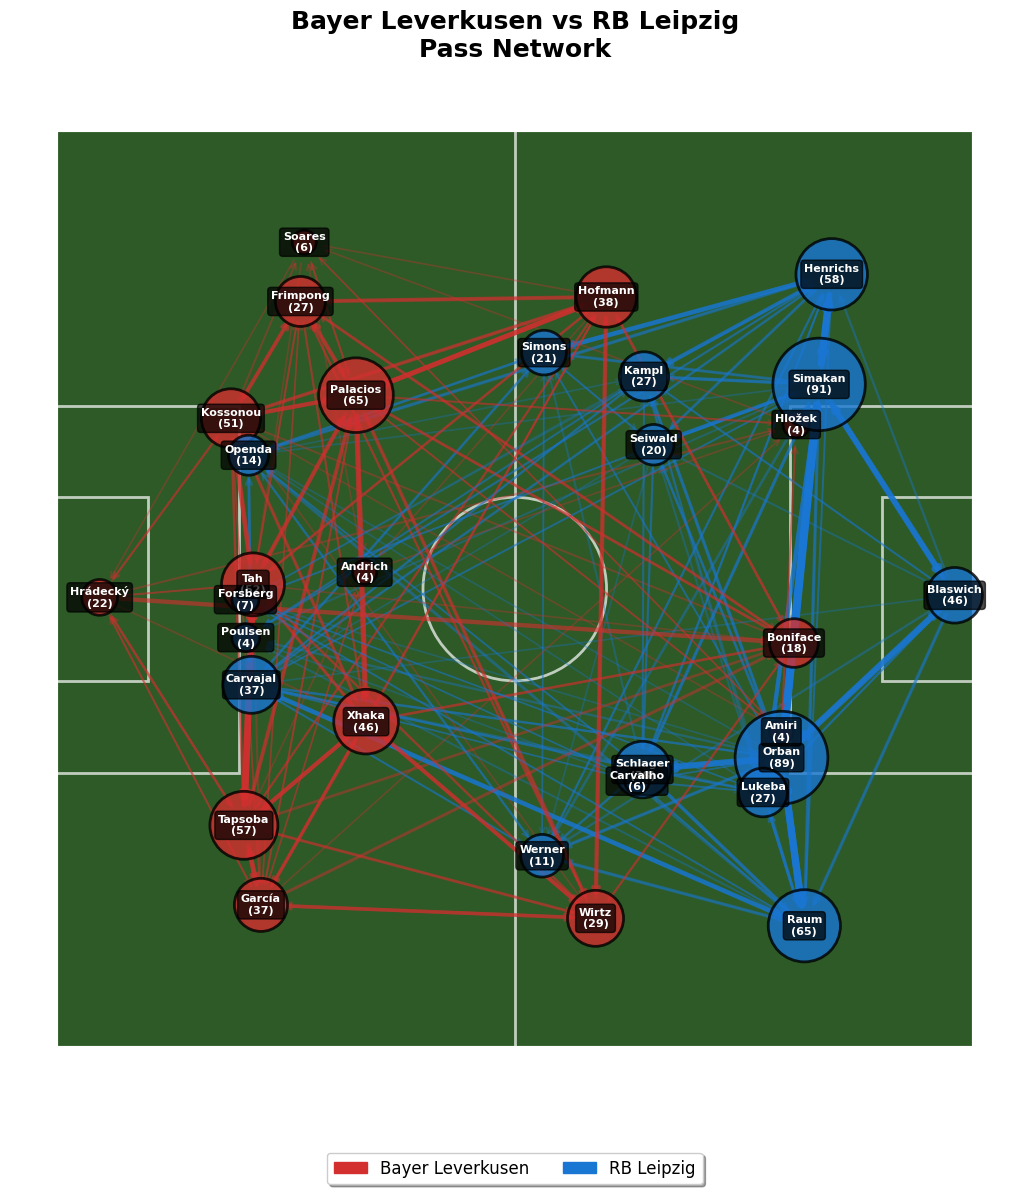 Bayer Leverkusen vs RB Leipzig
Pass Network
Soares
(6)
Henrichs
(58)
Frimpong
(27)
Hofmann
(38)
Simons
(21)
Kampl
(27)
Simakan
(91)
Palacios
(65)
Kossonou
(51)
Hložek
(4)
Openda
(14)
Seiwald
(20)
Andrich
(4)
Tah
Forsberg
(7)
Hrádecký
(22)
Blaswich
(46)
Poulsen
(4)
Boniface
(18)
Carvajal
(37)
Xhaka
(46)
Amiri
(4)
Orban
(89)
Schlager
Carvalho
(6)
Lukeba
(27)
Tapsoba
(57)
Werner
(11)
García
(37)
Wirtz
(29)
Raum
(65)
Bayer Leverkusen
RB Leipzig